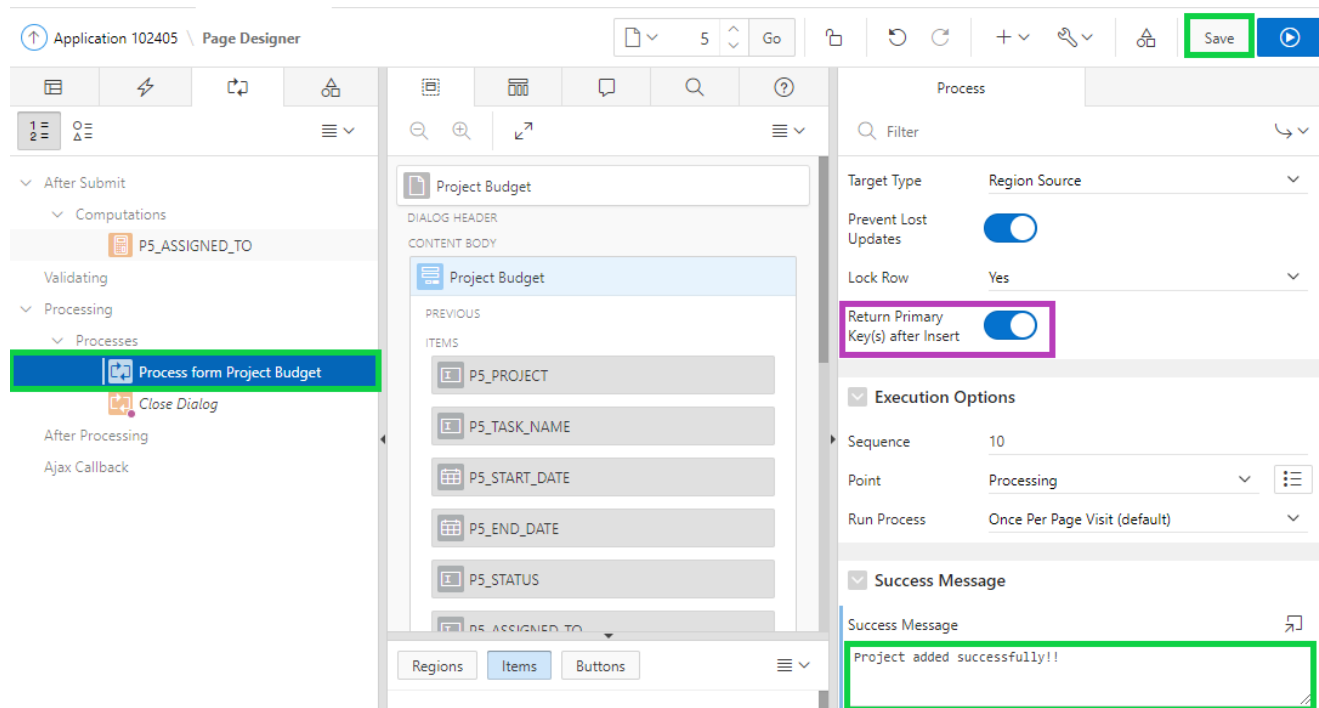 Application 102405 \ Page Designer
5
Go
Save
1 =
2 =
After Submit
Computations
P5_ASSIGNED_TO
Validating
Processing
Processes
Process form Project Budget
Close Dialog
After Processing
Ajax Callback
Project Budget
DIALOG HEADER
CONTENT BODY
Project Budget
PREVIOUS
ITEMS
P5_PROJECT
P5_TASK_NAME
P5_START_DATE
P5_END_DATE
P5_STATUS
P5_ASSIGNED_TO
Regions
Items
Buttons
Process
Filter
Target Type
Region Source
Prevent Lost
Updates
Lock Row
Yes
Return Primary
Key(s) after Insert
Execution Options
Sequence
10
Point
Processing
Run Process
Once Per Page Visit (default)
Success Message
Success Message
Project added successfully!!